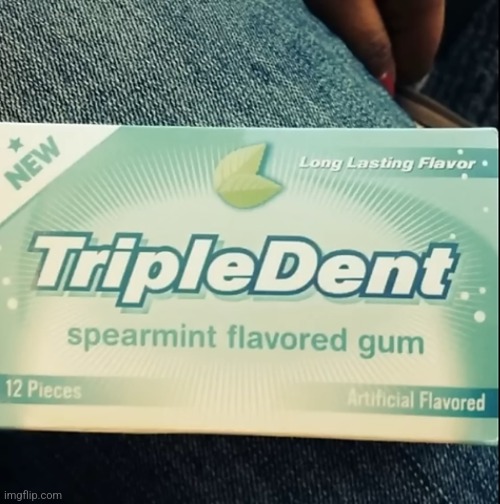 NEW
Long Lasting Flavor
TripleDent
spearmint flavored gum
12 Pieces
Artificial Flavored
imgflip.com